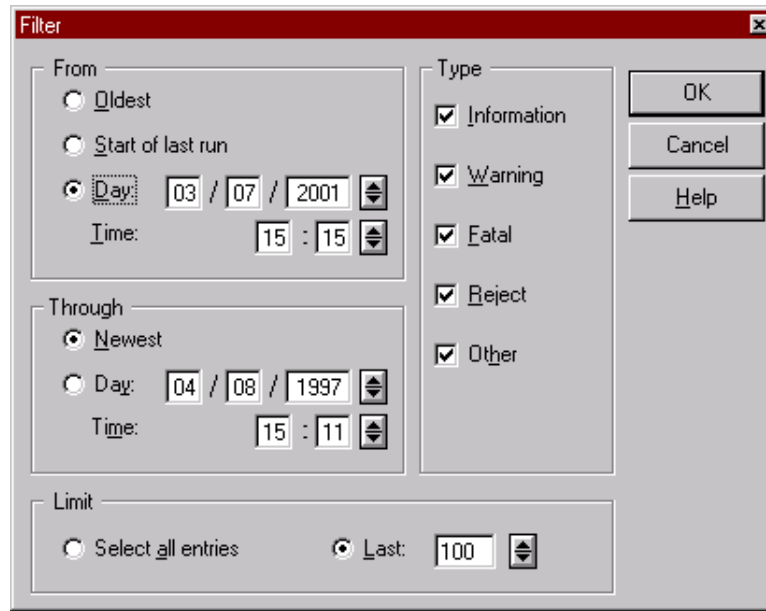 Filter
From
Oldest
Start of last run
Day: 03 / 07 / 2001
Time: 15 : 15
Through
Newest
Day: 04 / 08 / 1997
Time: 15 : 11
Type
Information
Warning
Fatal
Reject
Other
OK
Cancel
Help
Limit
Select all entries Last: 100